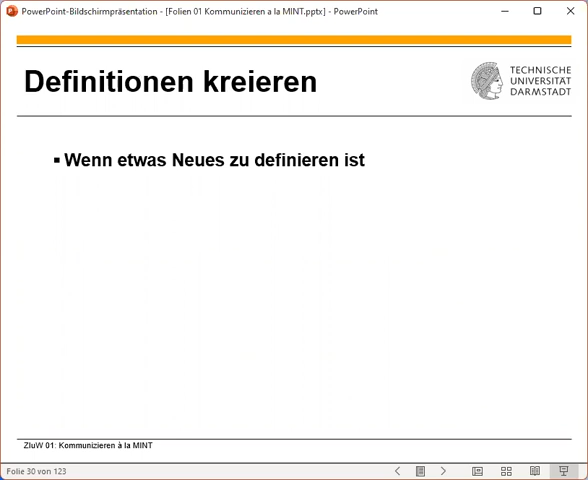 PowerPoint-Bildschirmpräsentation - [Folien 01 Kommunizieren a la MINT.pptx] - PowerPoint
Definitionen kreieren
TECHNISCHE
UNIVERSITÄT
DARMSTADT
▪ Wenn etwas Neues zu definieren ist
ZIuW 01: Kommunizieren à la MINT
Folie 30 von 123